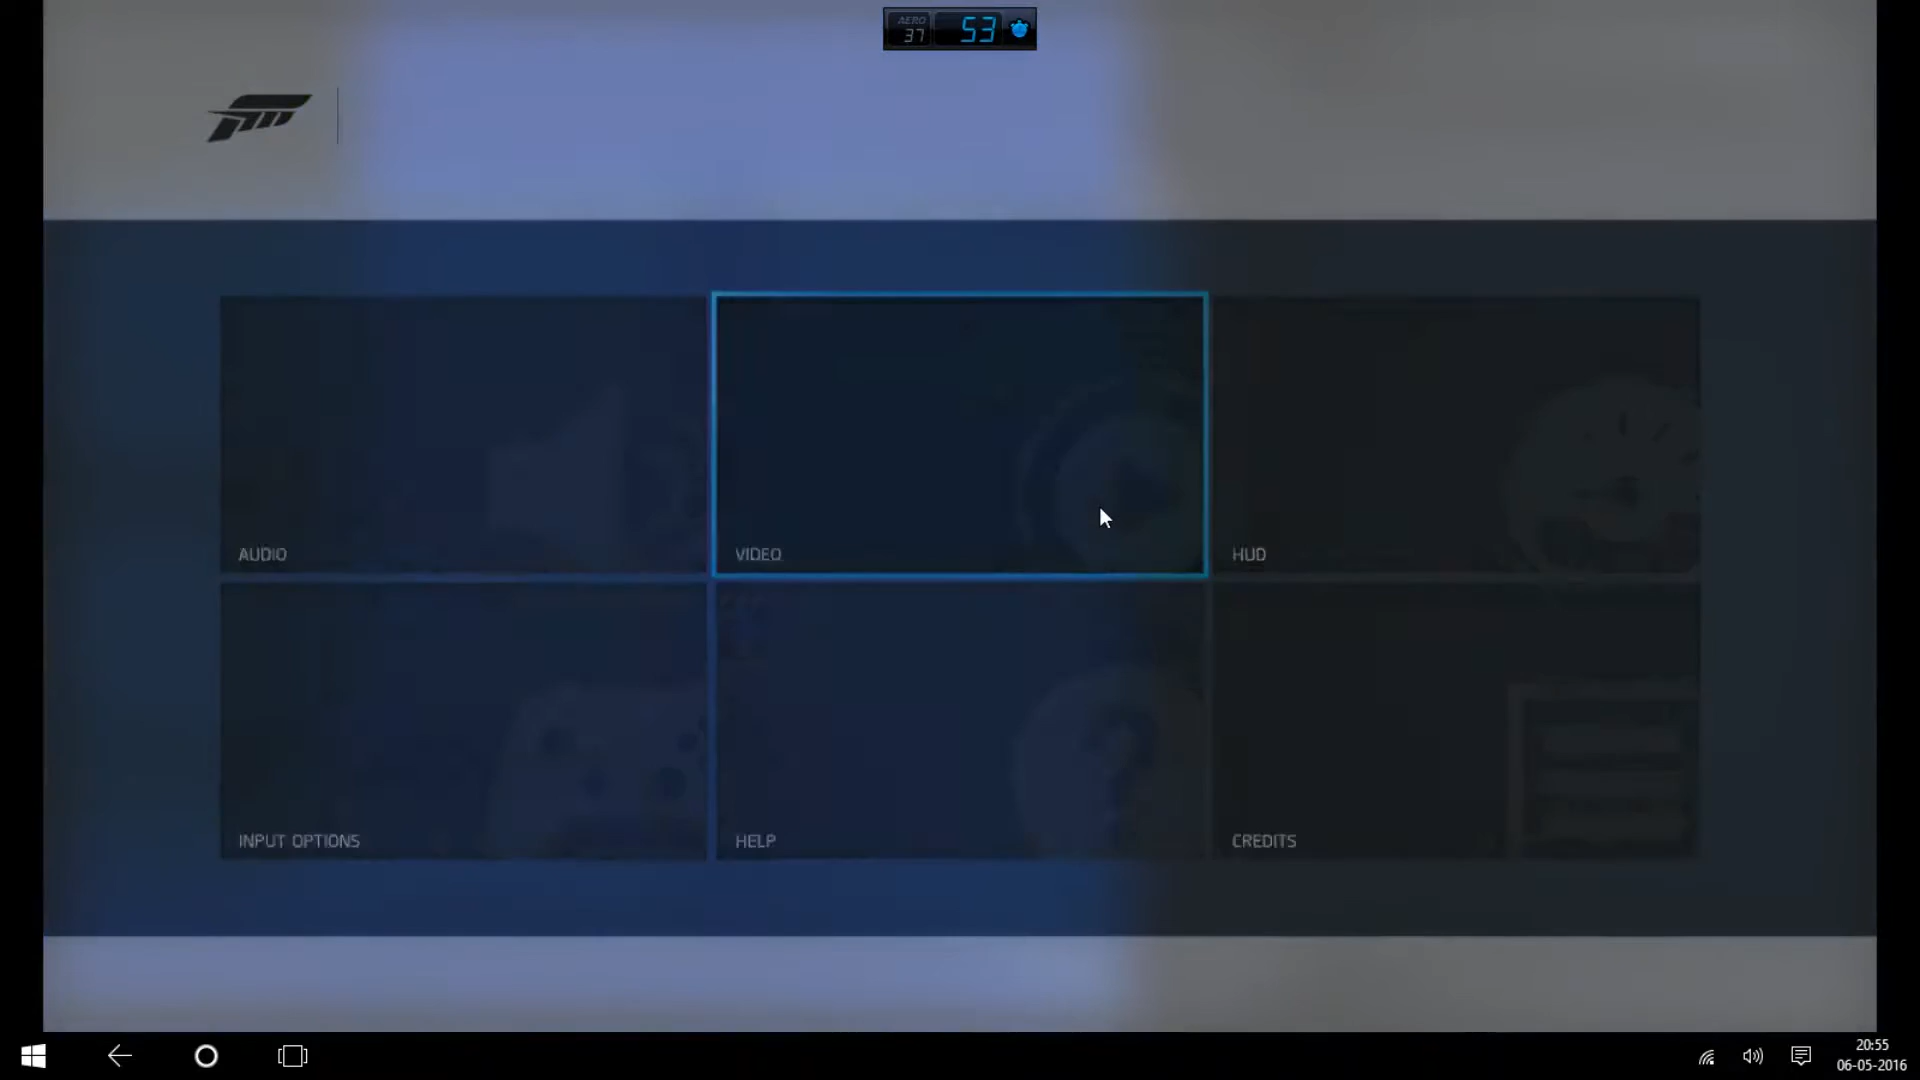 AERO
37
53
AUDIO
VIDEO
HUD
INPUT OPTIONS
HELP
CREDITS
20:55
06-05-2016